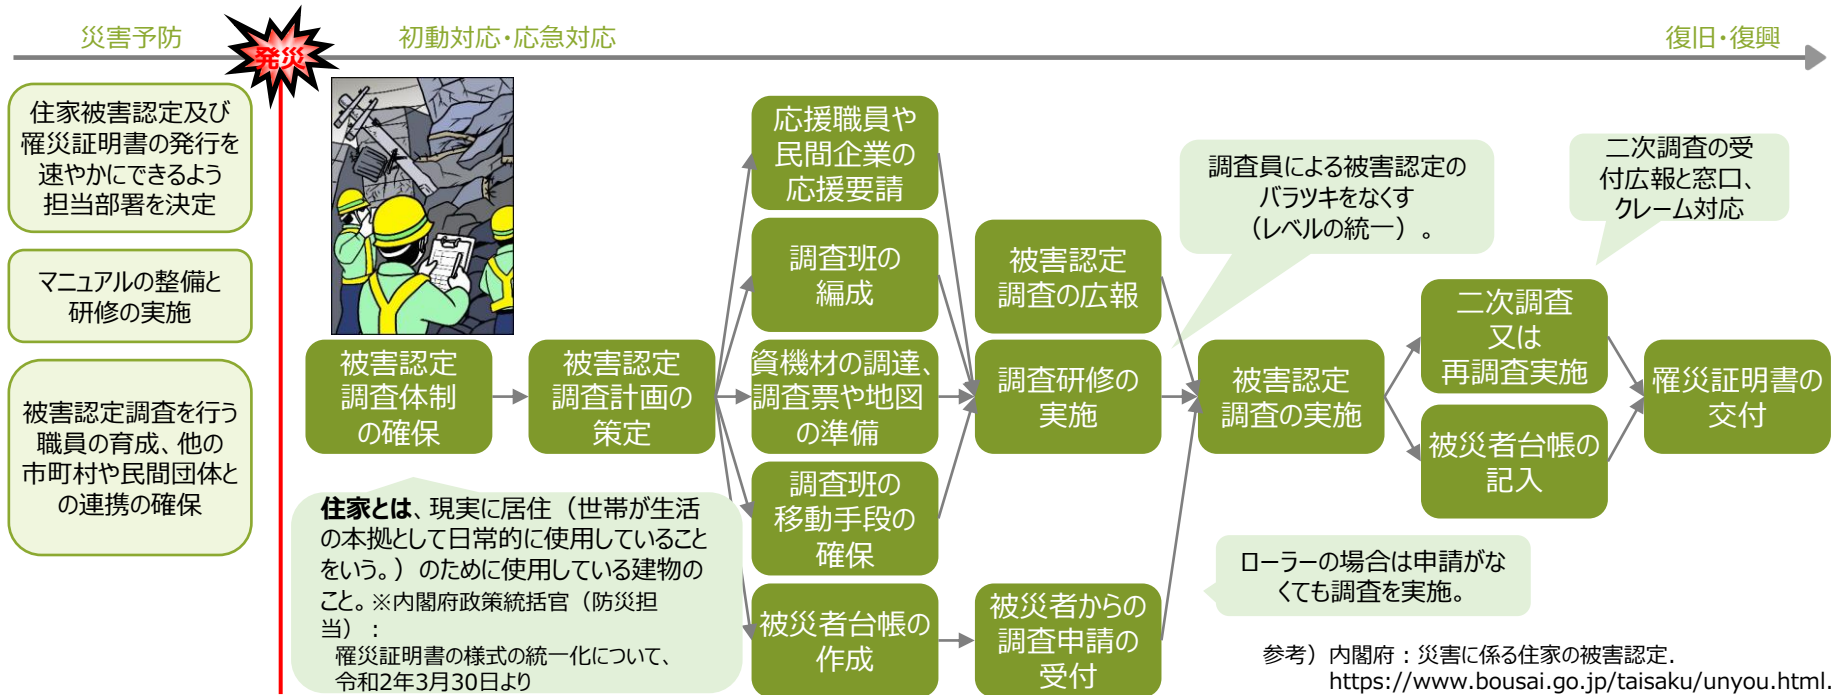 災害予防
発災
初動対応・応急対応
復旧・復興
住家被害認定及び
罹災証明書の発行を
速やかにできるよう
担当部署を決定
マニュアルの整備と
研修の実施
被害認定調査を行う
職員の育成、他の
市町村や民間団体と
の連携の確保
被害認定
調査体制
の確保
被害認定
調査計画の
策定
住家とは、現実に居住（世帯が生活
の本拠として日常的に使用していること
をいう。）のために使用している建物の
こと。※内閣府政策統括官（防災担
当）：
罹災証明書の様式の統一化について、
令和2年3月30日より
応援職員や
民間企業の
応援要請
調査班の
編成
資機材の調達、
調査票や地図
の準備
調査班の
移動手段の
確保
被災者台帳の
作成
被害認定
調査の広報
調査研修の
実施
被災者からの
調査申請の
受付
調査員による被害認定の
バラツキをなくす
（レベルの統一）。
被害認定
調査の実施
ローラーの場合は申請がな
くても調査を実施。
二次調査の受
付広報と窓口、
クレーム対応
二次調査
又は
再調査実施
被災者台帳の
記入
罹災証明書の
交付
参考）内閣府：災害に係る住家の被害認定.
https://www.bousai.go.jp/taisaku/unyou.html.